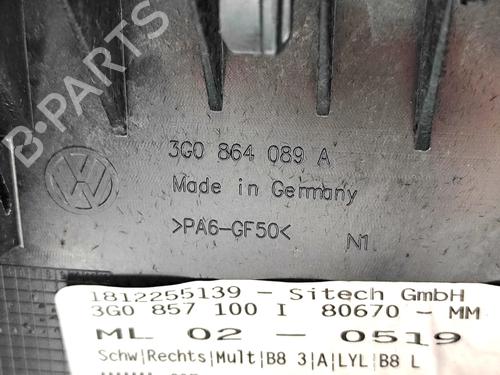 B-PARTS
3G0 864 089 A
Made in Germany
>PA6-GF50<
N1
1812255139 - Sitech GmbH
3G0 857 100 I 80670 - MM
ML 02 - 0519
Schw|Rechts|Mult|B8 3|A|LYL|B8 L